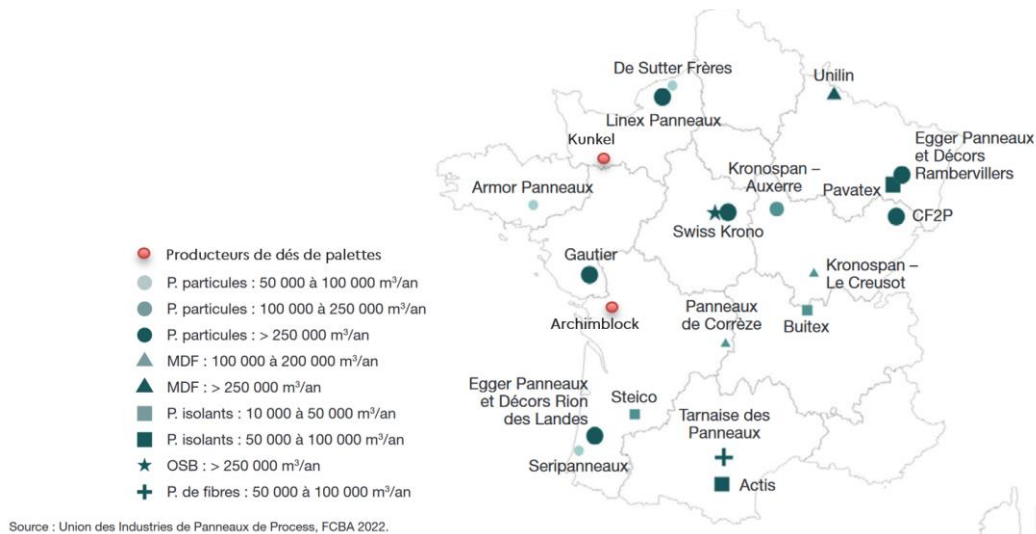 De Sutter Frères
Unilin
Linex Panneaux
Kunkel
Egger Panneaux
et Décors
Rambervillers
Kronospan –
Auxerre
Pavatex
Armor Panneaux
CF2P
Swiss Krono
Gautier
Kronospan –
Le Creusot
Panneaux
de Corrèze
Buitex
Archimblock
Egger Panneaux
et Décors Rion
des Landes
Steico
Tarnaise des
Panneaux
Seripanneaux
Actis
Producteurs de dés de palettes
P. particules : 50 000 à 100 000 m³/an
P. particules : 100 000 à 250 000 m³/an
P. particules : > 250 000 m³/an
MDF : 100 000 à 200 000 m³/an
MDF : > 250 000 m³/an
P. isolants : 10 000 à 50 000 m³/an
P. isolants : 50 000 à 100 000 m³/an
OSB : > 250 000 m³/an
P. de fibres : 50 000 à 100 000 m³/an
Source : Union des Industries de Panneaux de Process, FCBA 2022.